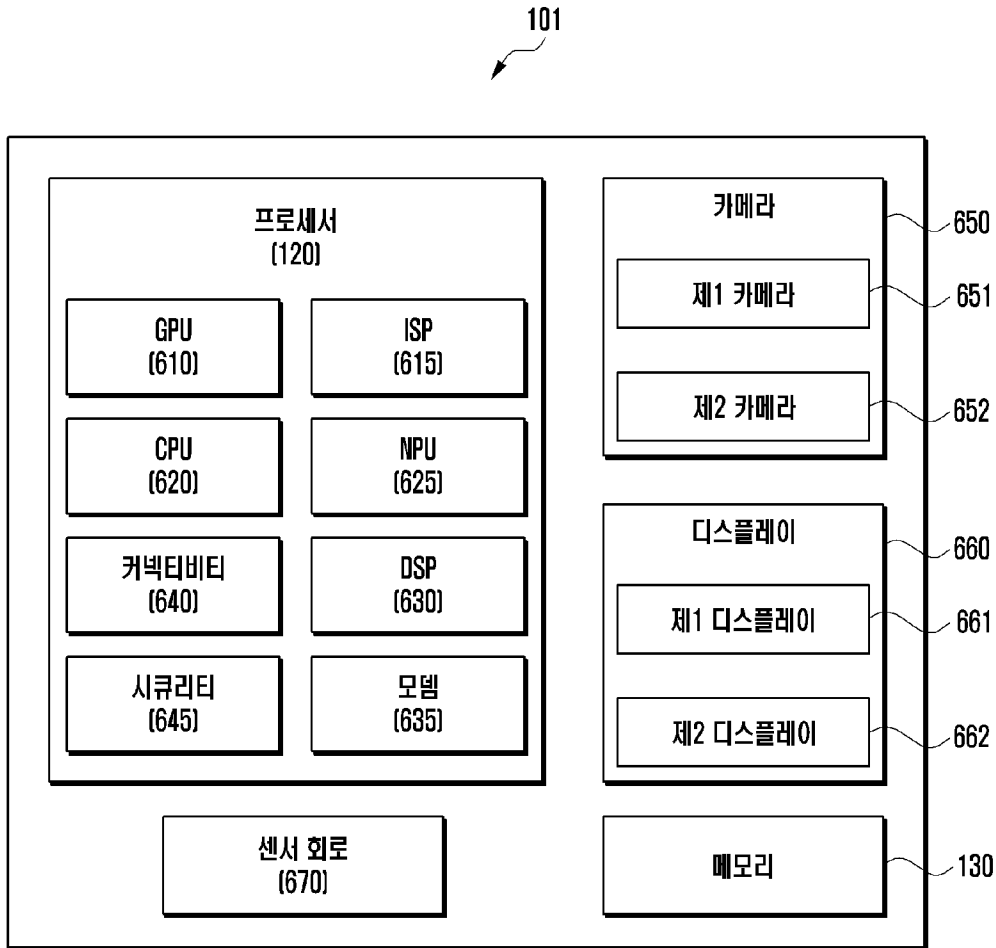 101
프로세서
(120)
GPU
(610)
ISP
(615)
CPU
(620)
NPU
(625)
커넥티비티
(640)
DSP
(630)
시큐리티
(645)
모뎀
(635)
센서 회로
(670)
카메라
650
제1 카메라
651
제2 카메라
652
디스플레이
660
제1 디스플레이
661
제2 디스플레이
662
메모리
130